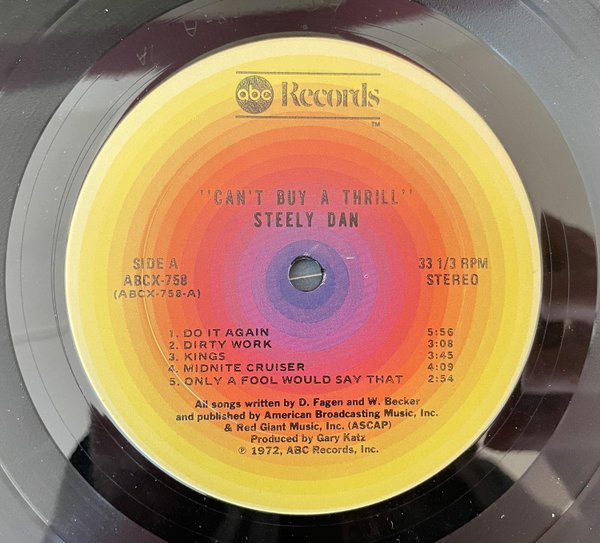 abc Records
TM
"CAN'T BUY A THRILL"
STEELY DAN
SIDE A
ABCX-758
(ABCX-758-A)
33 1/3 RPM
STEREO
1. DO IT AGAIN 5:56
2. DIRTY WORK 3:08
3. KINGS 3:45
4. MIDNITE CRUISER 4:09
5. ONLY A FOOL WOULD SAY THAT 2:54
All songs written by D. Fagen and W. Becker
and published by American Broadcasting Music, Inc.
& Red Giant Music, Inc. (ASCAP)
Produced by Gary Katz
℗ 1972, ABC Records, Inc.